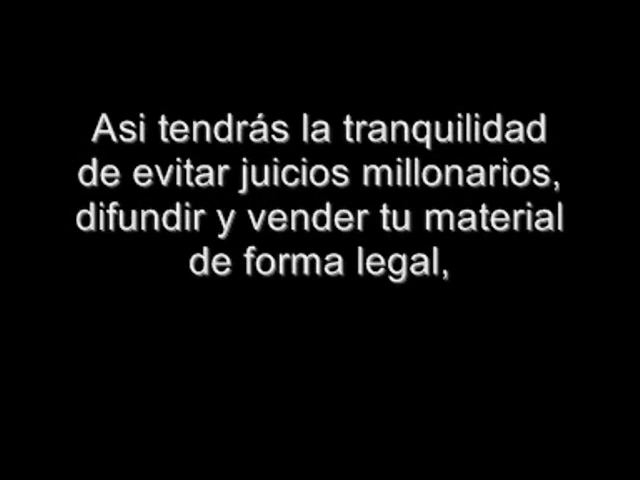 Asi tendrás la tranquilidad
de evitar juicios millonarios,
difundir y vender tu material
de forma legal,